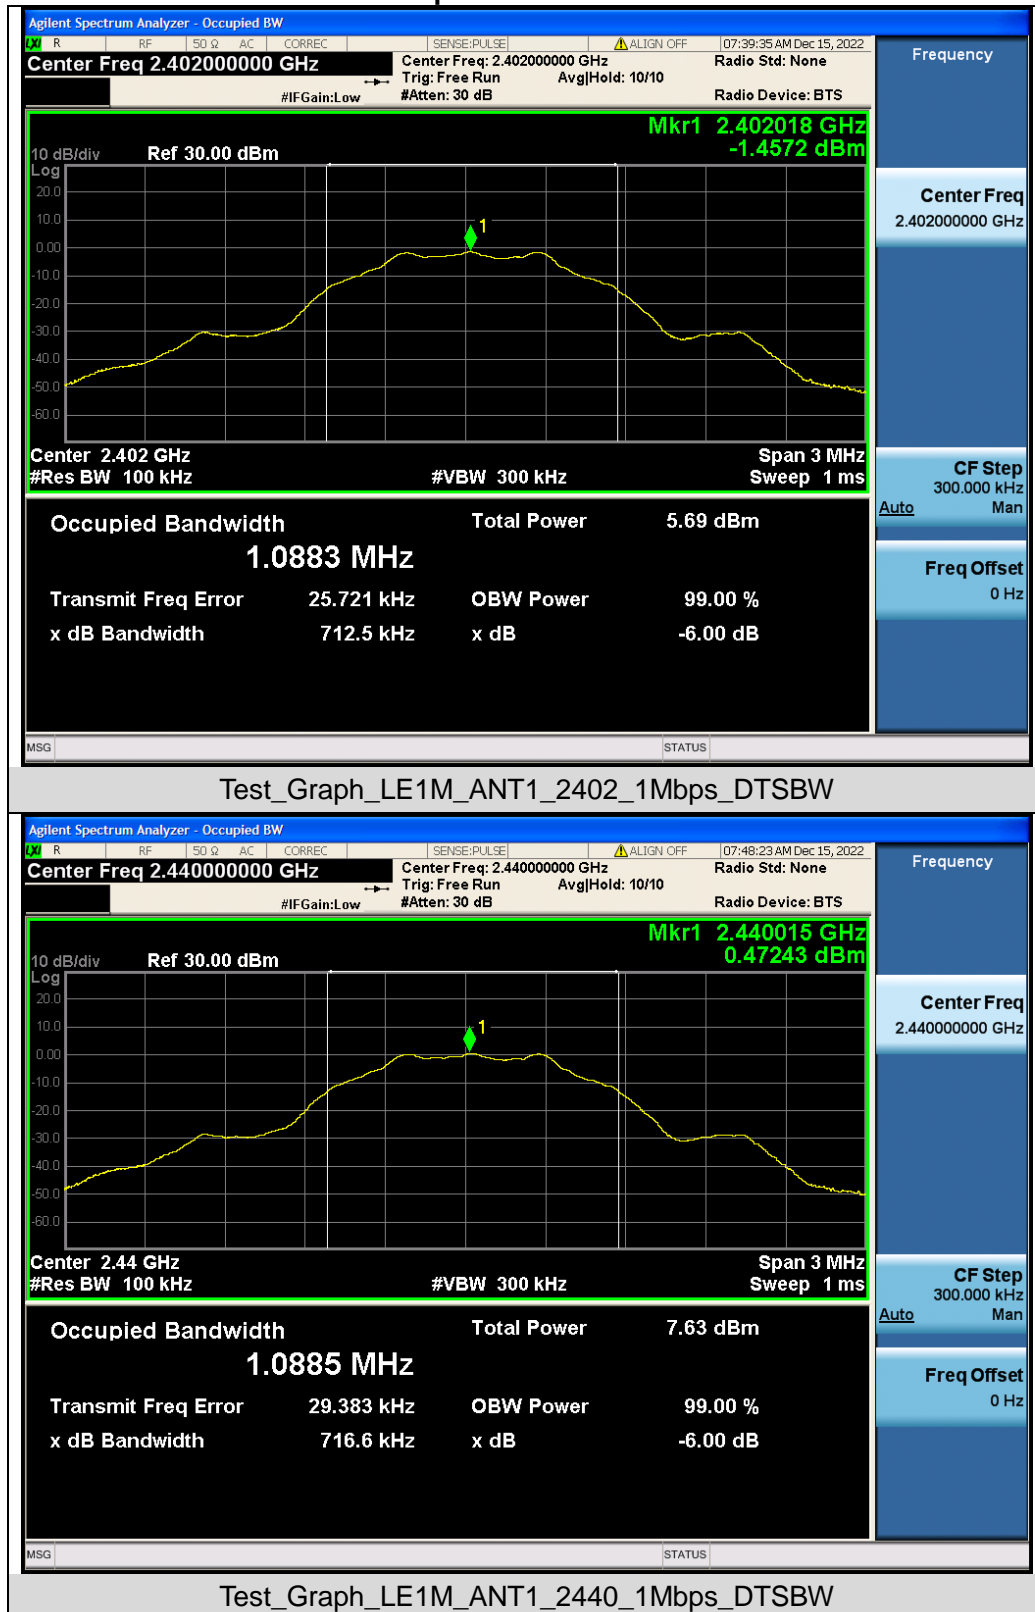 Agilent Spectrum Analyzer - Occupied BW
LXI R RF 50 Ω AC CORREC SENSE:PULSE ALIGN OFF 07:39:35 AM Dec 15, 2022
Center Freq 2.402000000 GHz Center Freq: 2.402000000 GHz Radio Std: None
Trig: Free Run Avg|Hold: 10/10
#IFGain:Low #Atten: 30 dB Radio Device: BTS
Frequency
Mkr1 2.402018 GHz
10 dB/div Ref 30.00 dBm -1.4572 dBm
Log
20.0
10.0
0.00
-10.0
-20.0
-30.0
-40.0
-50.0
-60.0
1
Center 2.402 GHz Span 3 MHz
#Res BW 100 kHz #VBW 300 kHz Sweep 1 ms
Center Freq
2.402000000 GHz
CF Step
300.000 kHz
Auto Man
Freq Offset
0 Hz
Occupied Bandwidth Total Power 5.69 dBm
1.0883 MHz
Transmit Freq Error 25.721 kHz OBW Power 99.00 %
x dB Bandwidth 712.5 kHz x dB -6.00 dB
MSG STATUS
Test_Graph_LE1M_ANT1_2402_1Mbps_DTSBW
Agilent Spectrum Analyzer - Occupied BW
LXI R RF 50 Ω AC CORREC SENSE:PULSE ALIGN OFF 07:48:23 AM Dec 15, 2022
Center Freq 2.440000000 GHz Center Freq: 2.440000000 GHz Radio Std: None
Trig: Free Run Avg|Hold: 10/10
#IFGain:Low #Atten: 30 dB Radio Device: BTS
Frequency
Mkr1 2.440015 GHz
10 dB/div Ref 30.00 dBm 0.47243 dBm
Log
20.0
10.0
0.00
-10.0
-20.0
-30.0
-40.0
-50.0
-60.0
1
Center 2.44 GHz Span 3 MHz
#Res BW 100 kHz #VBW 300 kHz Sweep 1 ms
Center Freq
2.440000000 GHz
CF Step
300.000 kHz
Auto Man
Freq Offset
0 Hz
Occupied Bandwidth Total Power 7.63 dBm
1.0885 MHz
Transmit Freq Error 29.383 kHz OBW Power 99.00 %
x dB Bandwidth 716.6 kHz x dB -6.00 dB
MSG STATUS
Test_Graph_LE1M_ANT1_2440_1Mbps_DTSBW